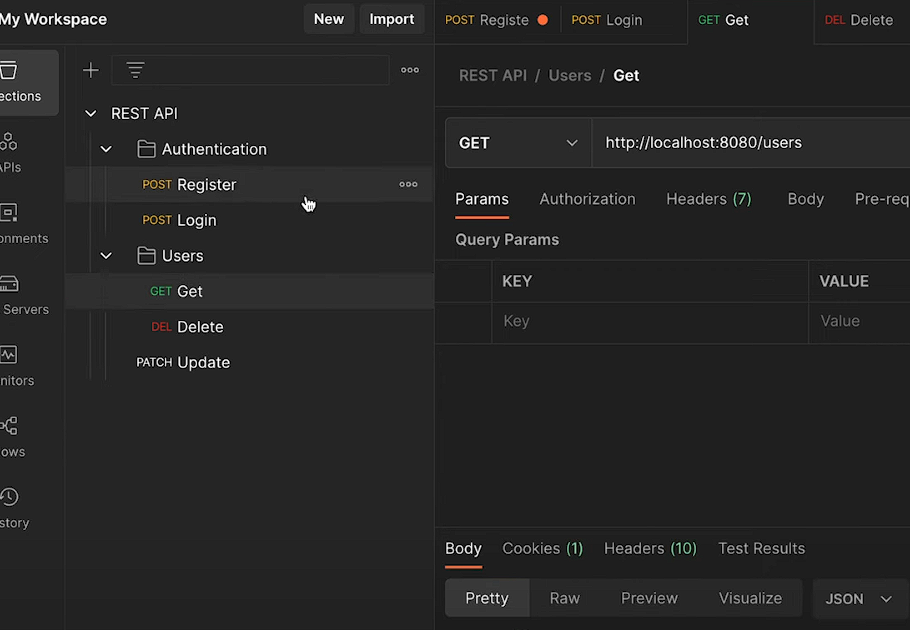 My Workspace
New
Import
ections
APIs
onments
Servers
nitors
ows
story
REST API
Authentication
POST Register
POST Login
Users
GET Get
DEL Delete
PATCH Update
POST Registe
POST Login
GET Get
DEL Delete
REST API / Users / Get
GET
http://localhost:8080/users
Params Authorization Headers (7) Body Pre-req
Query Params
KEY VALUE
Key Value
Body Cookies (1) Headers (10) Test Results
Pretty Raw Preview Visualize JSON